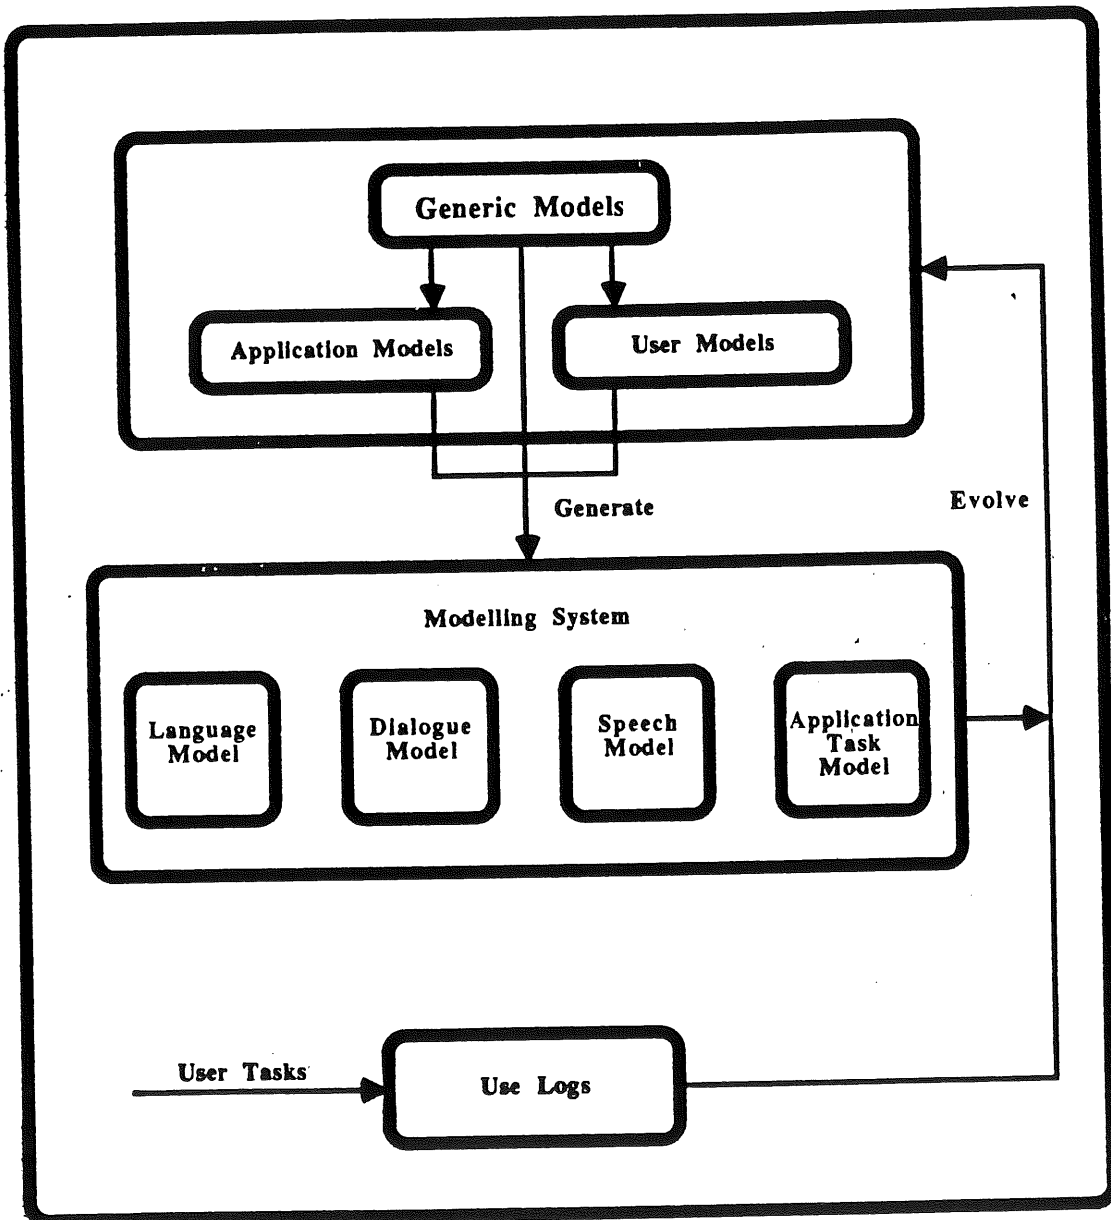 Generic Models
Application Models
User Models
Generate
Evolve
Modelling System
Language
Model
Dialogue
Model
Speech
Model
Application
Task
Model
User Tasks
Use Logs